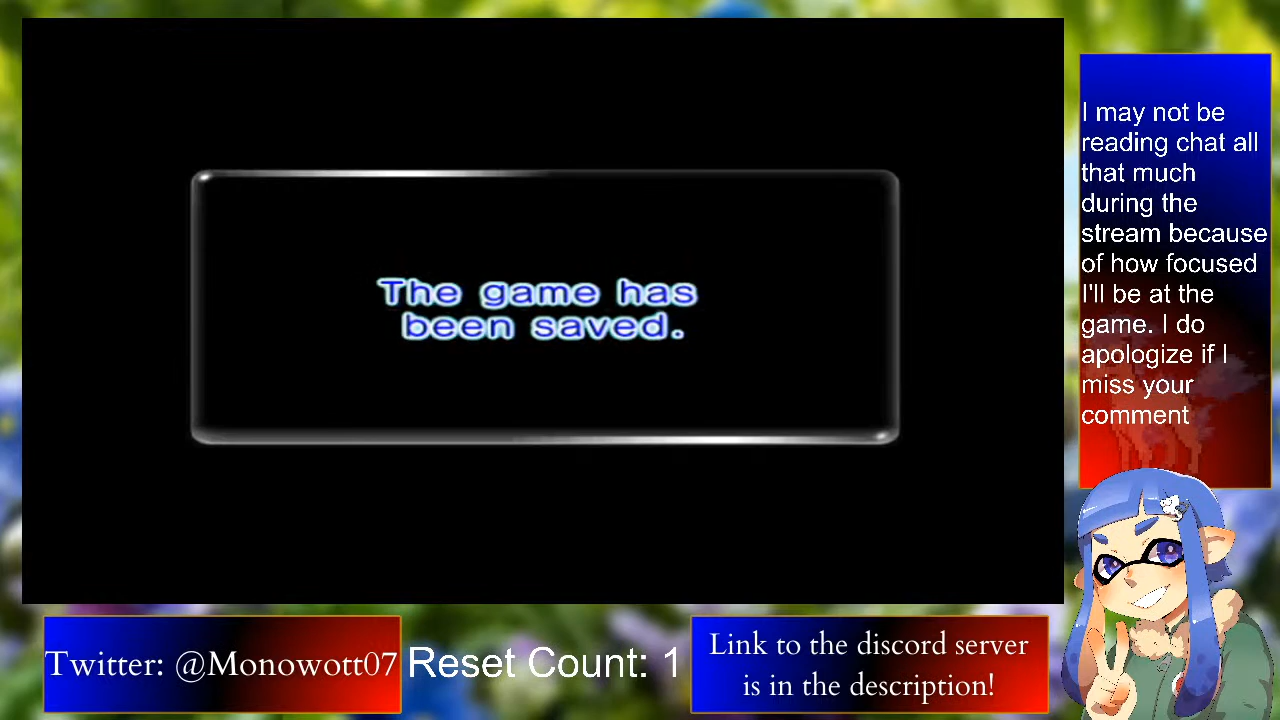 The game has
been saved.
I may not be
reading chat all
that much
during the
stream because
of how focused
I'll be at the
game. I do
apologize if I
miss your
comment
Twitter: @Monowott07
Reset Count: 1
Link to the discord server
is in the description!